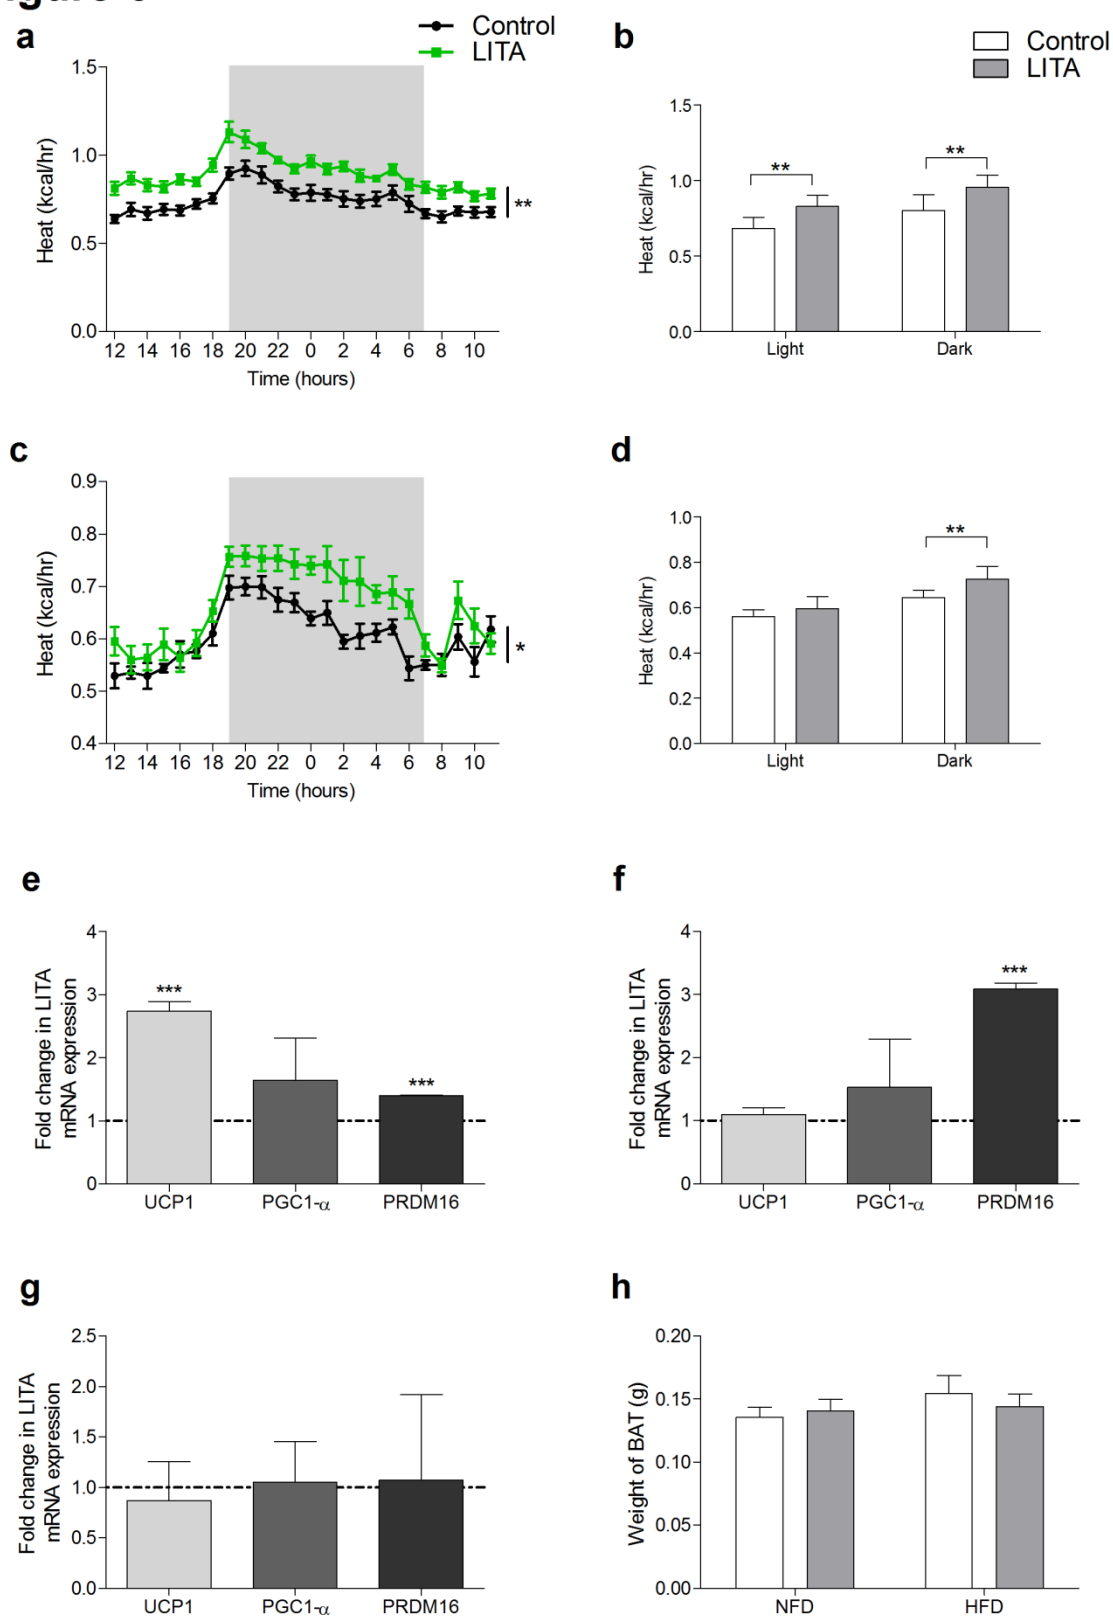 a
Control
LITA
1.5
1.0
0.5
0.0
Heat (kcal/hr)
**
12 14 16 18 20 22 0 2 4 6 8 10
Time (hours)
b
Control
LITA
1.5
1.0
0.5
0.0
Heat (kcal/hr)
** **
Light Dark
c
0.9
0.8
0.7
0.6
0.5
0.4
Heat (kcal/hr)
*
12 14 16 18 20 22 0 2 4 6 8 10
Time (hours)
d
1.0
0.8
0.6
0.4
0.2
0.0
Heat (kcal/hr)
**
Light Dark
e
4
3
2
1
0
Fold change in LITA
mRNA expression
*** ***
UCP1 PGC1-α PRDM16
f
4
3
2
1
0
Fold change in LITA
mRNA expression
***
UCP1 PGC1-α PRDM16
g
2.5
2.0
1.5
1.0
0.5
0.0
Fold change in LITA
mRNA expression
UCP1 PGC1-α PRDM16
h
0.20
0.15
0.10
0.05
0.00
Weight of BAT (g)
NFD HFD